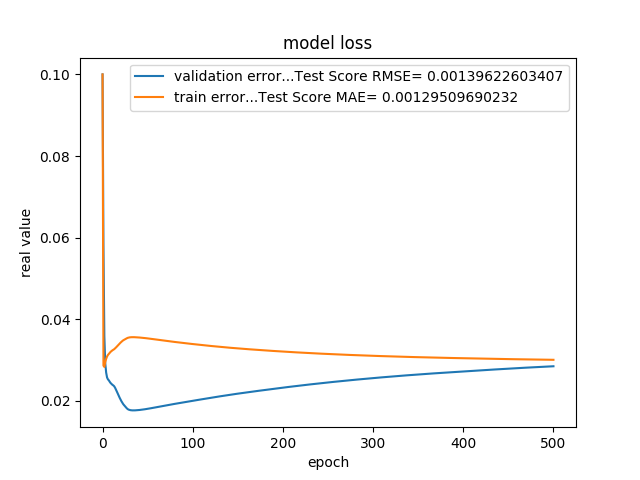 model loss
validation error...Test Score RMSE= 0.00139622603407
train error...Test Score MAE= 0.00129509690232
0.10
0.08
0.06
0.04
0.02
real value
0 100 200 300 400 500
epoch